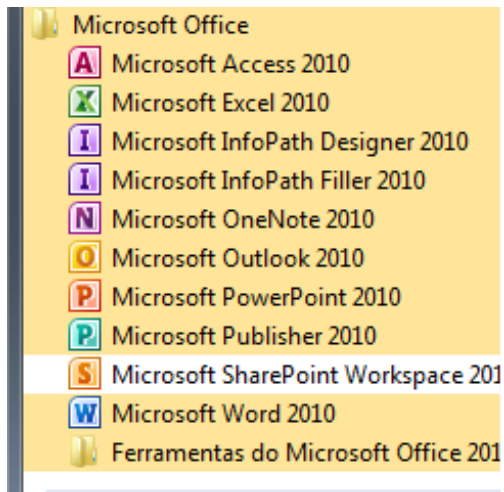 Microsoft Office
A Microsoft Access 2010
X Microsoft Excel 2010
I Microsoft InfoPath Designer 2010
I Microsoft InfoPath Filler 2010
N Microsoft OneNote 2010
O Microsoft Outlook 2010
P Microsoft PowerPoint 2010
P Microsoft Publisher 2010
S Microsoft SharePoint Workspace 201
W Microsoft Word 2010
Ferramentas do Microsoft Office 201